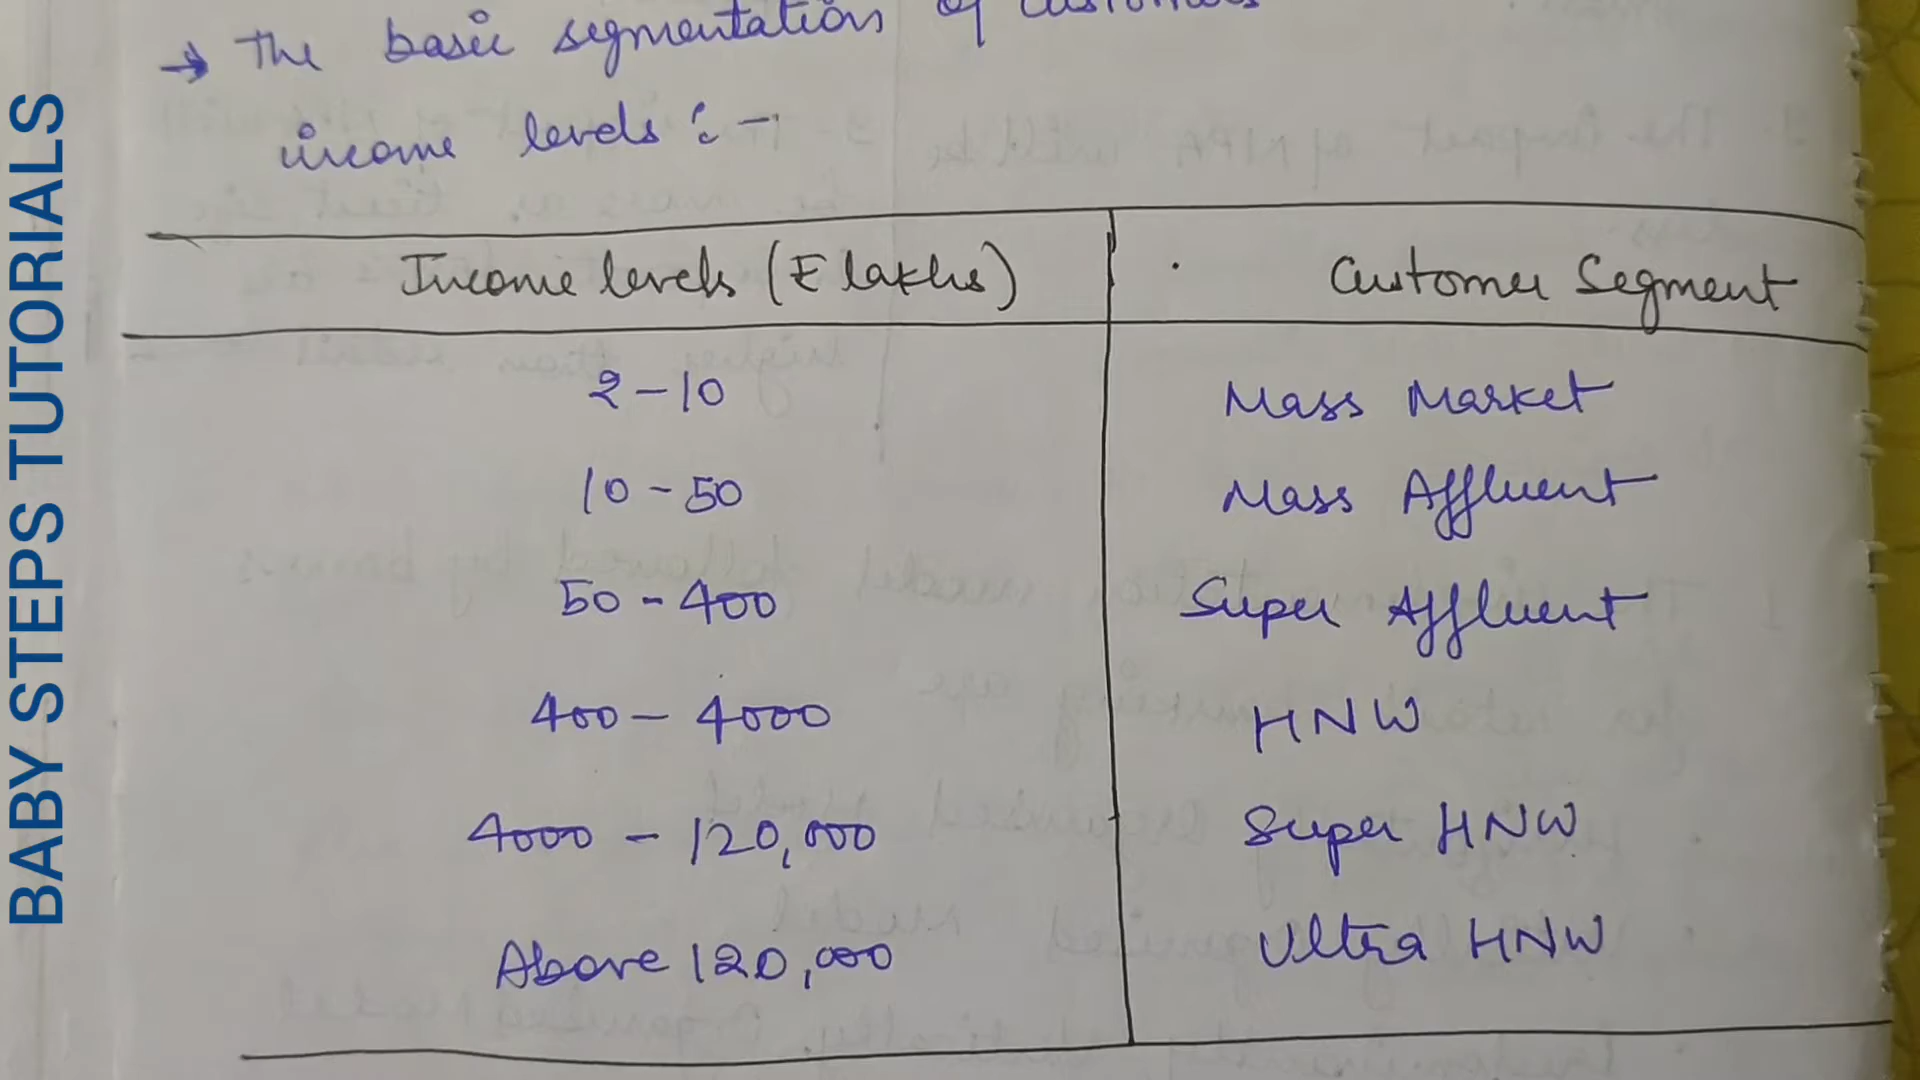 BABY STEPS TUTORIALS
→ The basic segmentation of customers
income levels : -
Income levels (₹ lakhs) Customer Segment
2 - 10 Mass Market
10 - 50 Mass Affluent
50 - 400 Super Affluent
400 - 4000 HNW
4000 - 120,000 Super HNW
Above 120,000 Ultra HNW